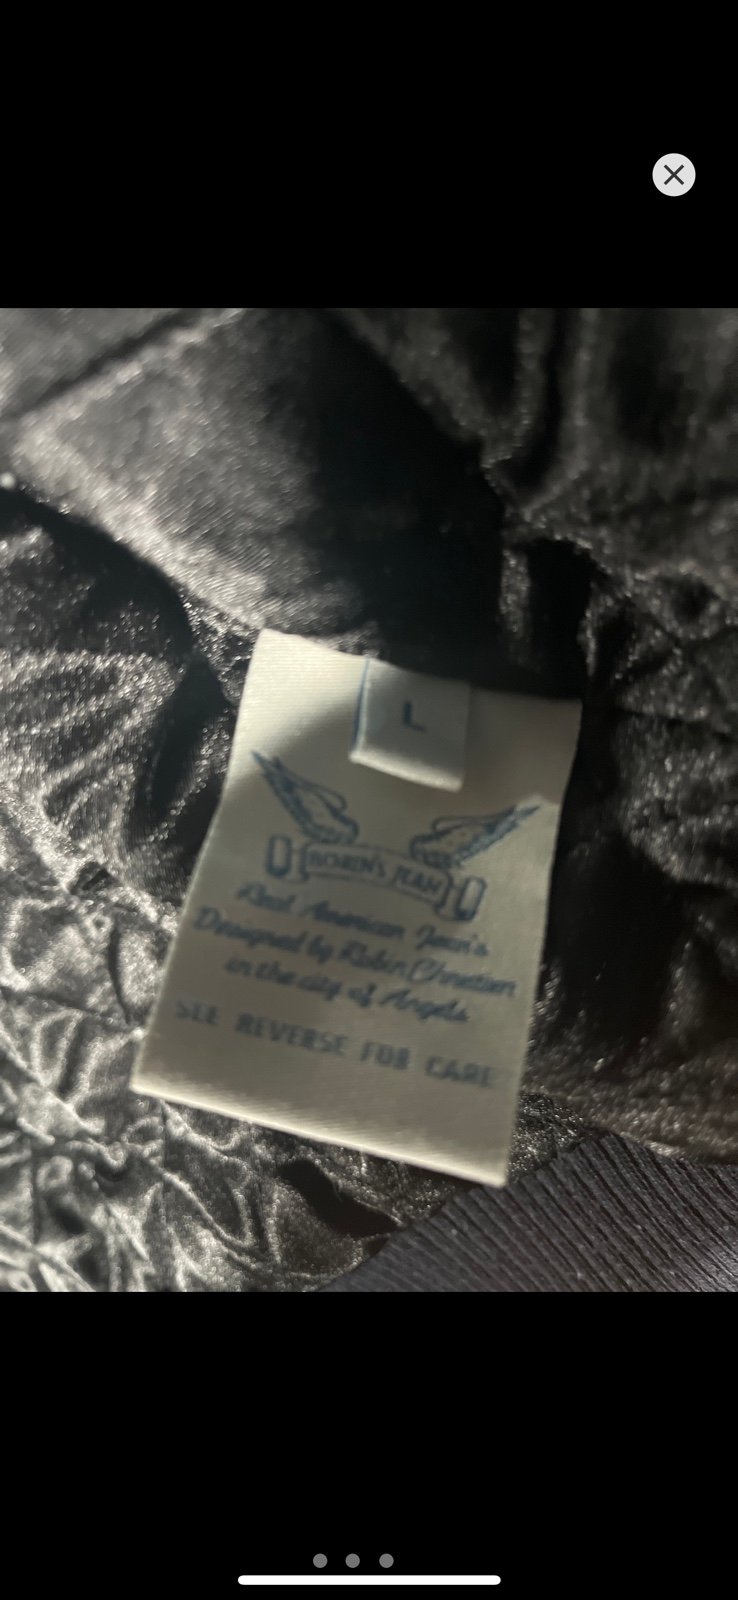 L
ROBIN'S JEAN
Real American Jean's
Designed by Robin Chretien
in the city of Angels
SEE REVERSE FOR CARE